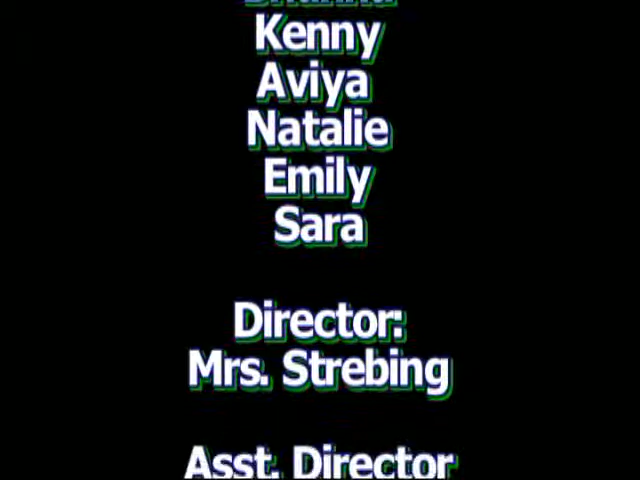 Kenny
Aviya
Natalie
Emily
Sara
Director:
Mrs. Strebing
Asst. Director